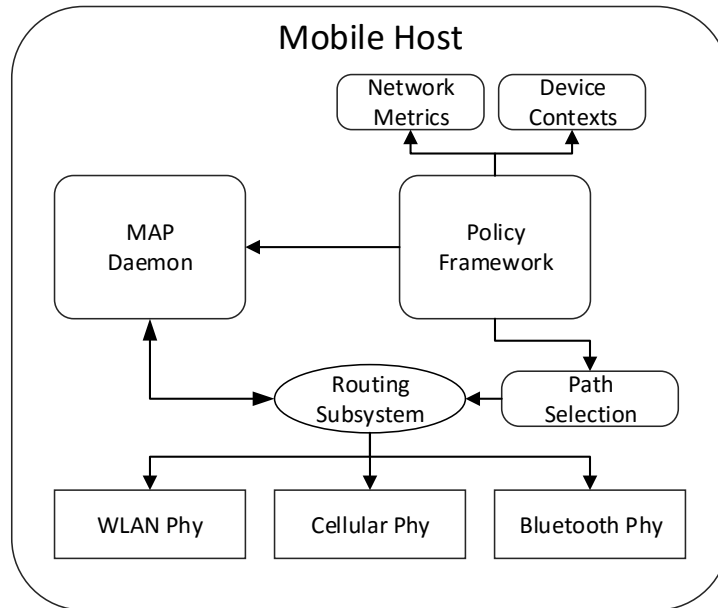 Mobile Host
Network
Metrics
Device
Contexts
MAP
Daemon
Policy
Framework
Routing
Subsystem
Path
Selection
WLAN Phy
Cellular Phy
Bluetooth Phy